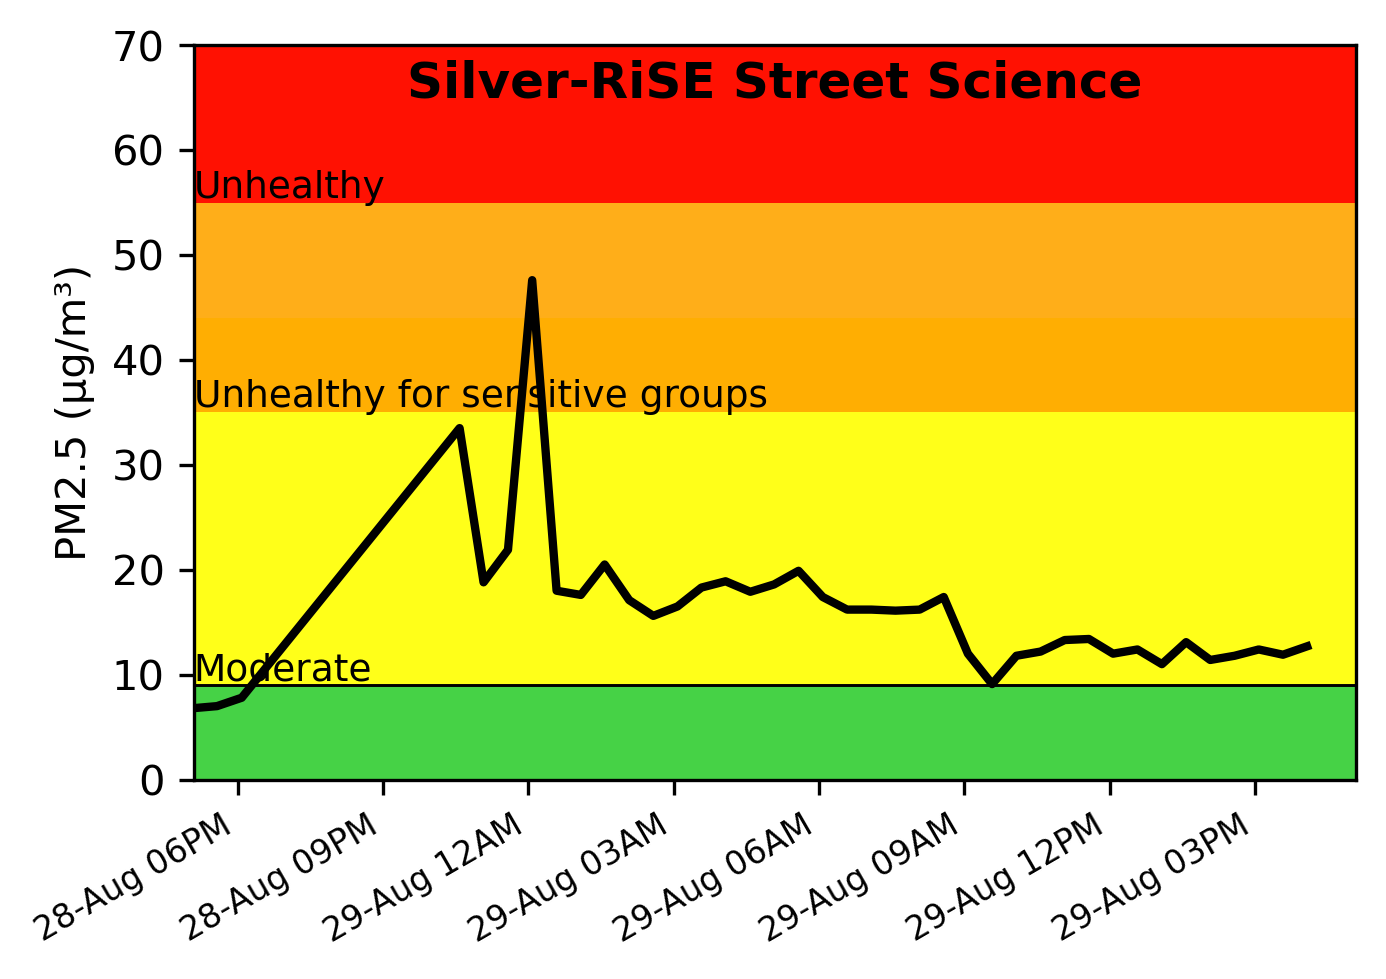 Silver-RiSE Street Science
70
60
Unhealthy
50
40
Unhealthy for sensitive groups
30
20
Moderate
10
0
PM2.5 (µg/m³)
28-Aug 06PM
28-Aug 09PM
29-Aug 12AM
29-Aug 03AM
29-Aug 06AM
29-Aug 09AM
29-Aug 12PM
29-Aug 03PM